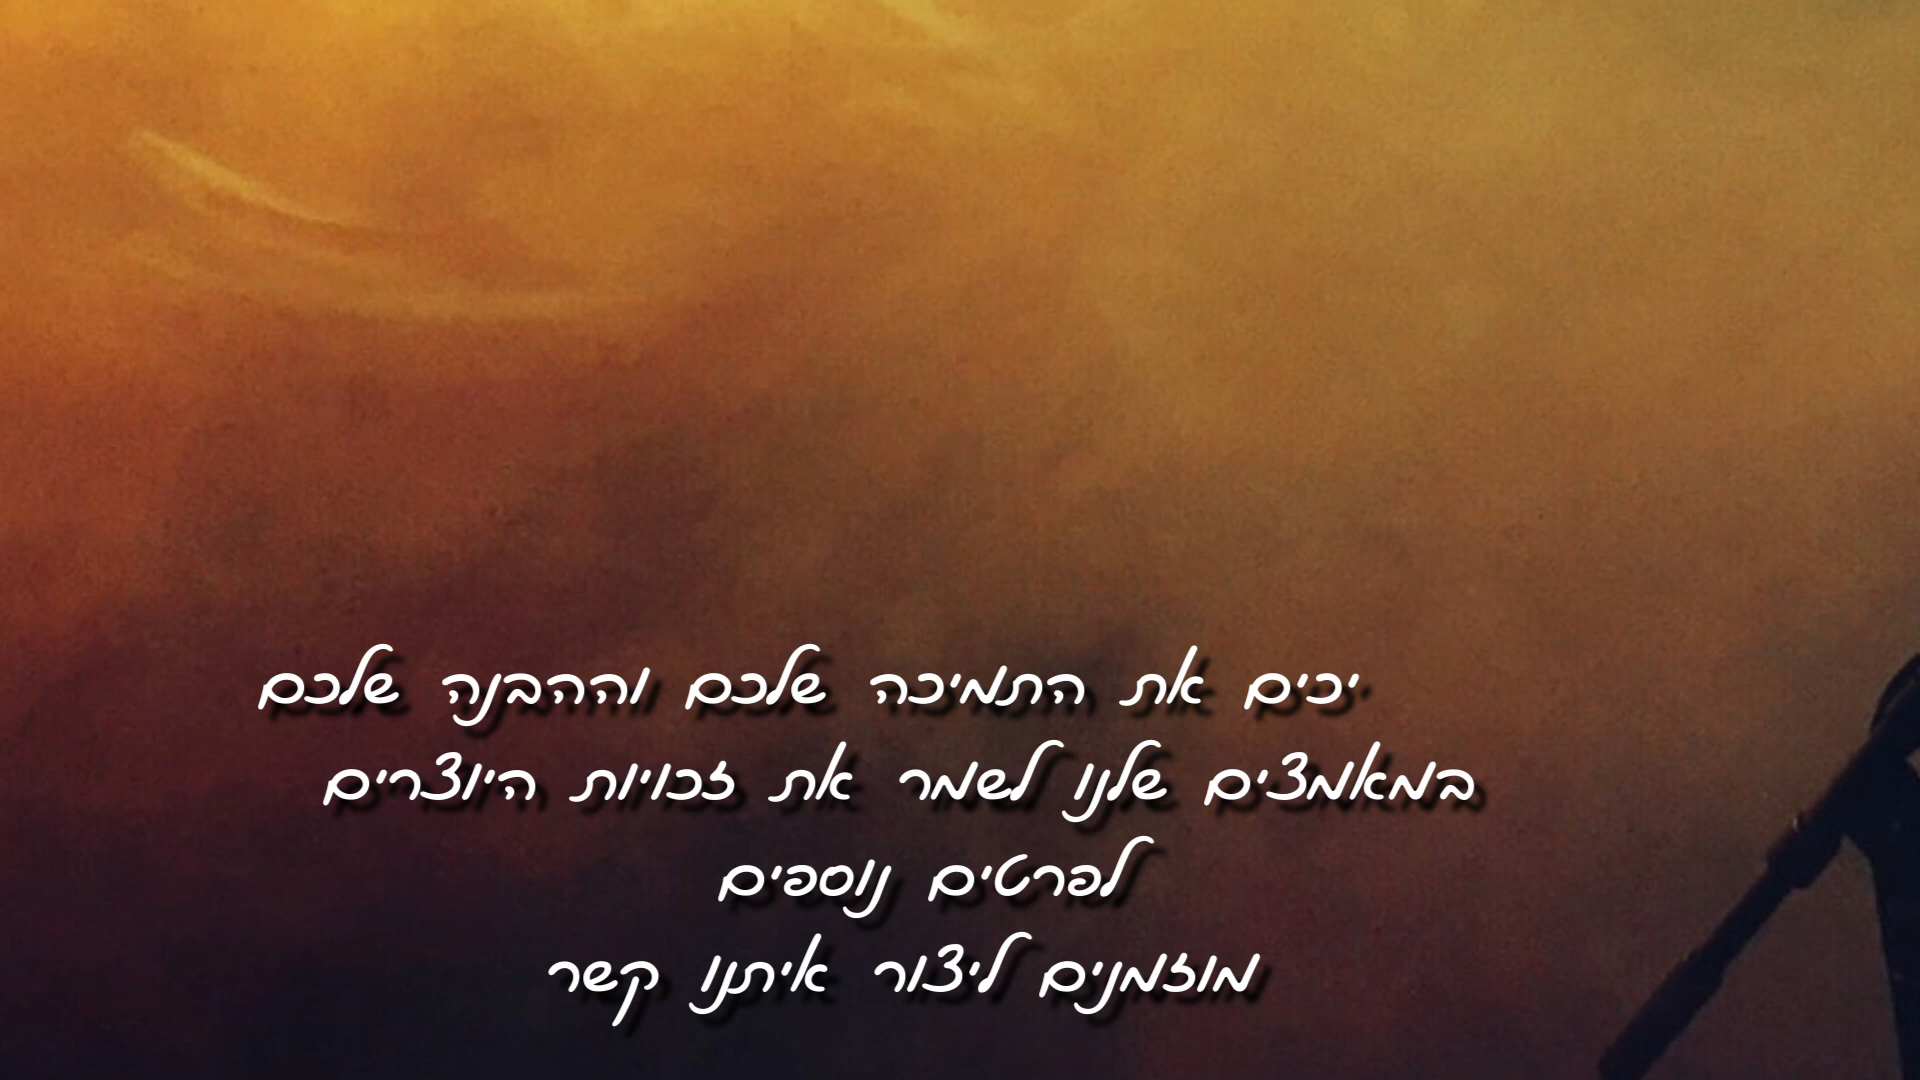 יכים את התמיכה שלכם וההבנה שלכם
במאמצים שלנו לשמר את זכויות היוצרים
לפרטים נוספים
מוזמנים ליצור איתנו קשר